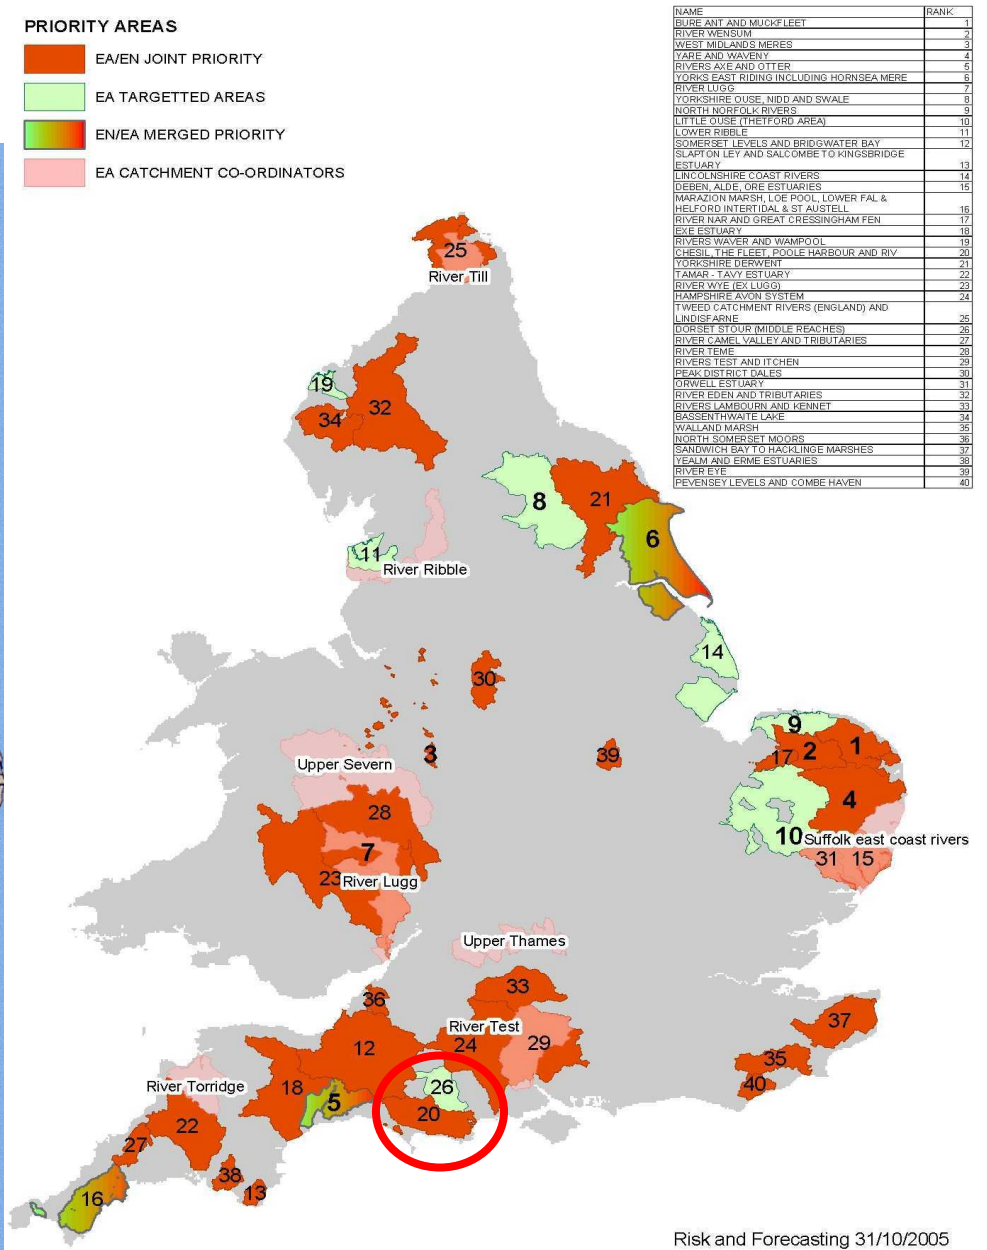 PRIORITY AREAS
EA/EN JOINT PRIORITY
EA TARGETTED AREAS
EN/EA MERGED PRIORITY
EA CATCHMENT CO-ORDINATORS
NAME RANK
BURE ANT AND MUCKFLEET 1
RIVER WENSUM 2
WEST MIDLANDS MERES 3
YARE AND WAVENY 4
RIVERS AXE AND OTTER 5
YORKS EAST RIDING INCLUDING HORNSEA MERE 6
RIVER LUGG 7
YORKSHIRE OUSE, NIDD AND SWALE 8
NORTH NORFOLK RIVERS 9
LITTLE OUSE (THETFORD AREA) 10
LOWER RIBBLE 11
SOMERSET LEVELS AND BRIDGWATER BAY 12
SLAPTON LEY AND SALCOMBE TO KINGSBRIDGE
ESTUARY 13
LINCOLNSHIRE COAST RIVERS 14
DEBEN, ALDE, ORE ESTUARIES 15
MARAZION MARSH, LOE POOL, LOWER FAL &
HELFORD INTERTIDAL & ST AUSTELL 16
RIVER NAR AND GREAT CRESSINGHAM FEN 17
EXE ESTUARY 18
RIVERS WAVER AND WAMPOOL 19
CHESIL, THE FLEET, POOLE HARBOUR AND RIV 20
YORKSHIRE DERWENT 21
TAMAR - TAVY ESTUARY 22
RIVER WYE (EX LUGG) 23
HAMPSHIRE AVON SYSTEM 24
TWEED CATCHMENT RIVERS (ENGLAND) AND
LINDISFARNE 25
DORSET STOUR (MIDDLE REACHES) 26
RIVER CAMEL VALLEY AND TRIBUTARIES 27
RIVER TEME 28
RIVERS TEST AND ITCHEN 29
PEAK DISTRICT DALES 30
ORWELL ESTUARY 31
RIVER EDEN AND TRIBUTARIES 32
RIVERS LAMBOURN AND KENNET 33
BASSENTHWAITE LAKE 34
WALLAND MARSH 35
NORTH SOMERSET MOORS 36
SANDWICH BAY TO HACKLINGE MARSHES 37
YEALM AND ERME ESTUARIES 38
RIVER EYE 39
PEVENSEY LEVELS AND COMBE HAVEN 40
25
River Till
19
32
34
8
21
6
11
River Ribble
14
30
9
1
2
17
3
39
Upper Severn
4
28
10
Suffolk east coast rivers
7
31
15
23
River Lugg
Upper Thames
33
36
37
River Test
24
29
12
35
26
40
River Torridge
18
5
20
22
27
38
13
16
Risk and Forecasting 31/10/2005